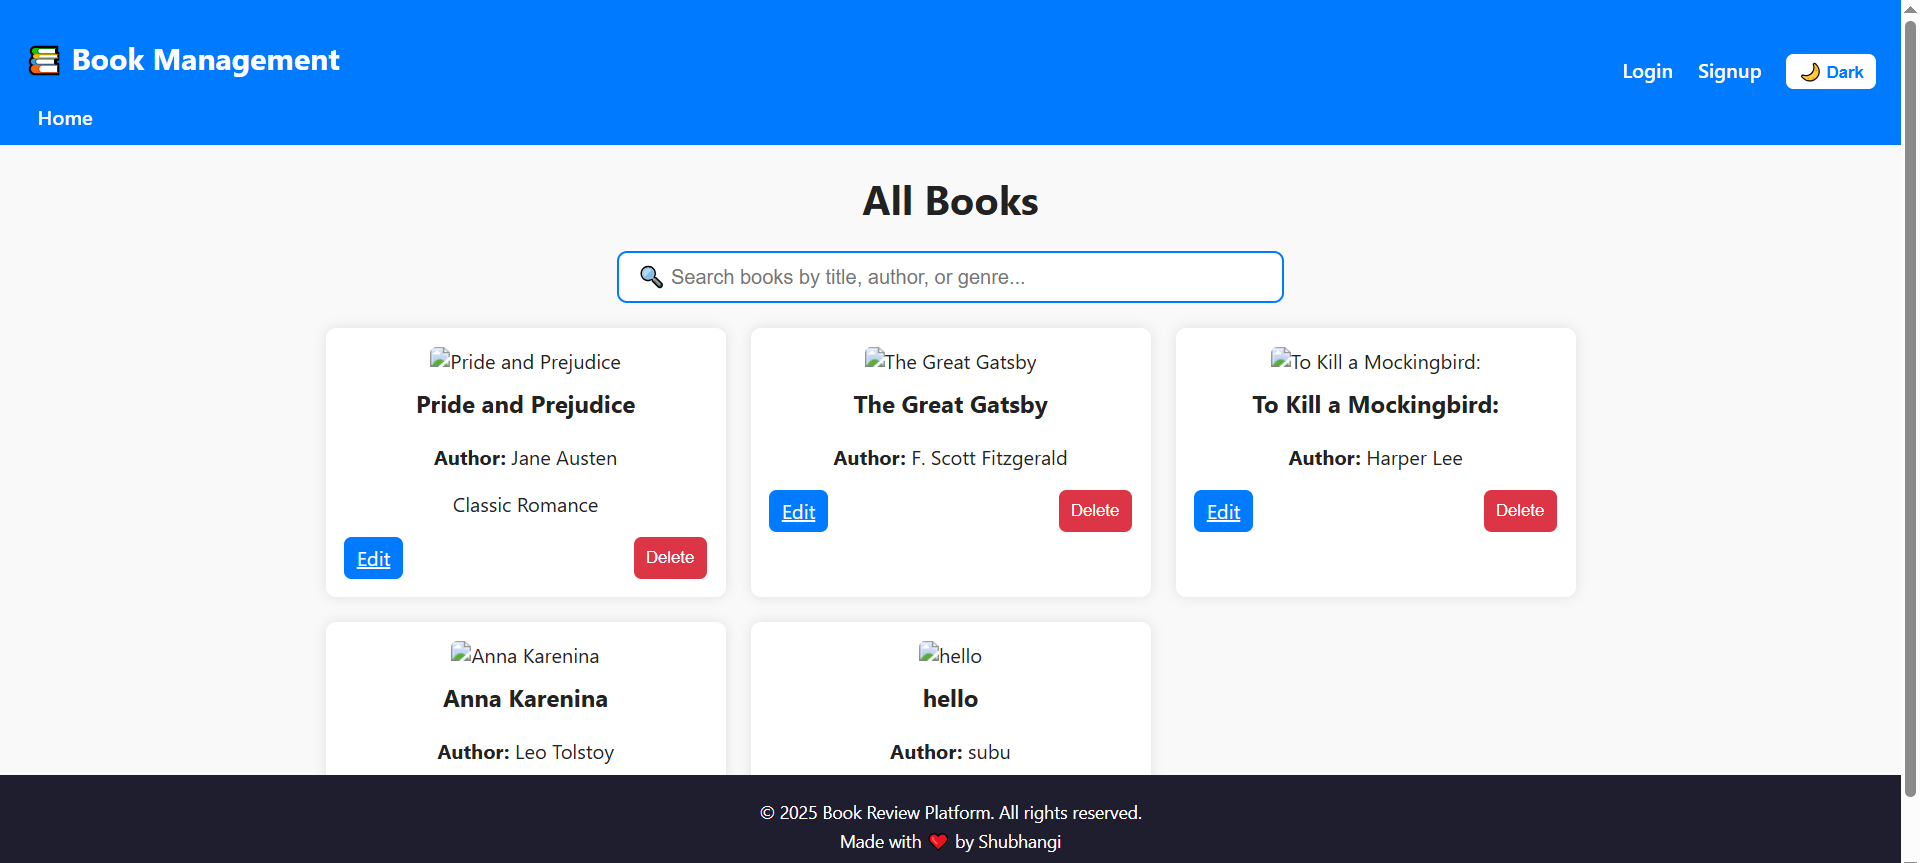 📚 Book Management
Home
Login
Signup
🌙 Dark
All Books
🔍 Search books by title, author, or genre...
Pride and Prejudice
Pride and Prejudice
Author: Jane Austen
Classic Romance
Edit
Delete
The Great Gatsby
The Great Gatsby
Author: F. Scott Fitzgerald
Edit
Delete
To Kill a Mockingbird:
To Kill a Mockingbird:
Author: Harper Lee
Edit
Delete
Anna Karenina
Anna Karenina
Author: Leo Tolstoy
hello
hello
Author: subu
© 2025 Book Review Platform. All rights reserved.
Made with ❤️ by Shubhangi